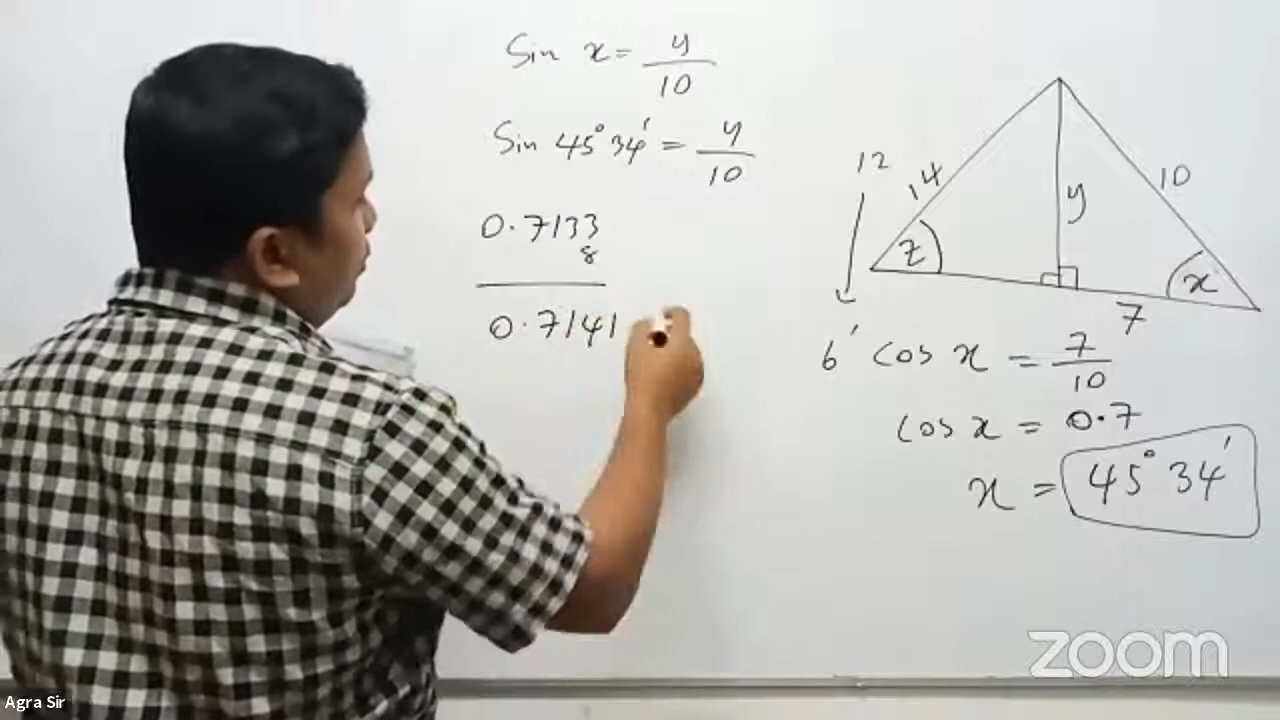 Sin x = y/10
Sin 45° 34' = y/10
0.7133
8
0.7141
12
14
10
y
z
x
7
6' cos x = 7/10
cos x = 0.7
x = 45° 34'
zoom
Agra Sir